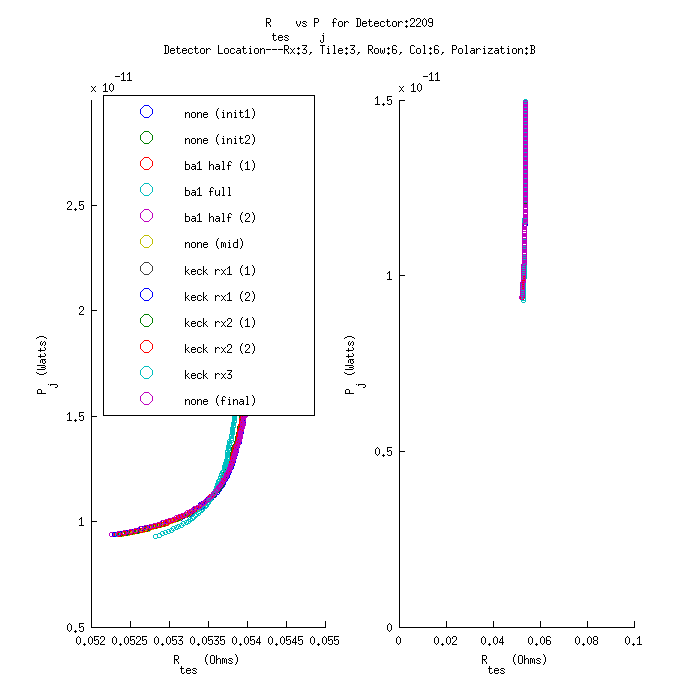 R vs P for Detector:2209
tes j
Detector Location---Rx:3, Tile:3, Row:6, Col:6, Polarization:B
x 10 -11
none (init1)
none (init2)
ba1 half (1)
ba1 full
ba1 half (2)
none (mid)
keck rx1 (1)
keck rx1 (2)
keck rx2 (1)
keck rx2 (2)
keck rx3
none (final)
2.5
2
1.5
1
0.5
P j (Watts)
0.052 0.0525 0.053 0.0535 0.054 0.0545 0.055
R tes (Ohms)
x 10 -11
1.5
1
0.5
0
P j (Watts)
0 0.02 0.04 0.06 0.08 0.1
R tes (Ohms)